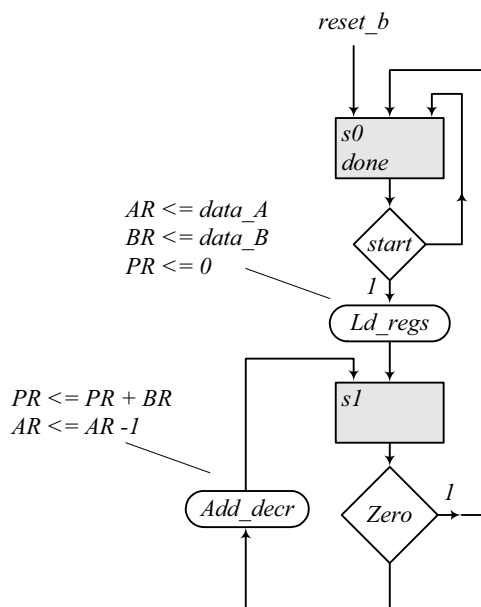 reset_b
s0
done
AR <= data_A
BR <= data_B
PR <= 0
start
1
Ld_regs
PR <= PR + BR
AR <= AR -1
s1
Add_decr
Zero
1